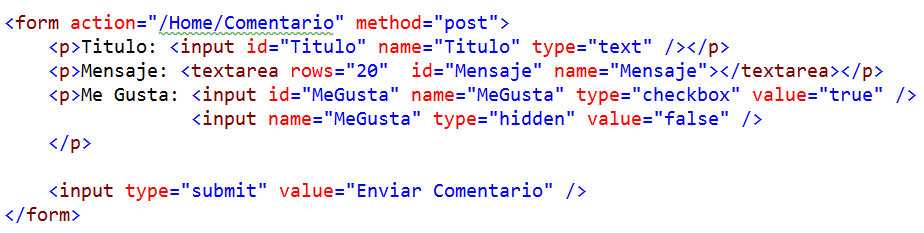 <form action="/Home/Comentario" method="post">
    <p>Titulo: <input id="Titulo" name="Titulo" type="text" /></p>
    <p>Mensaje: <textarea rows="20"  id="Mensaje" name="Mensaje"></textarea></p>
    <p>Me Gusta: <input id="MeGusta" name="MeGusta" type="checkbox" value="true" />
                <input name="MeGusta" type="hidden" value="false" />
    </p>

    <input type="submit" value="Enviar Comentario" />
</form>